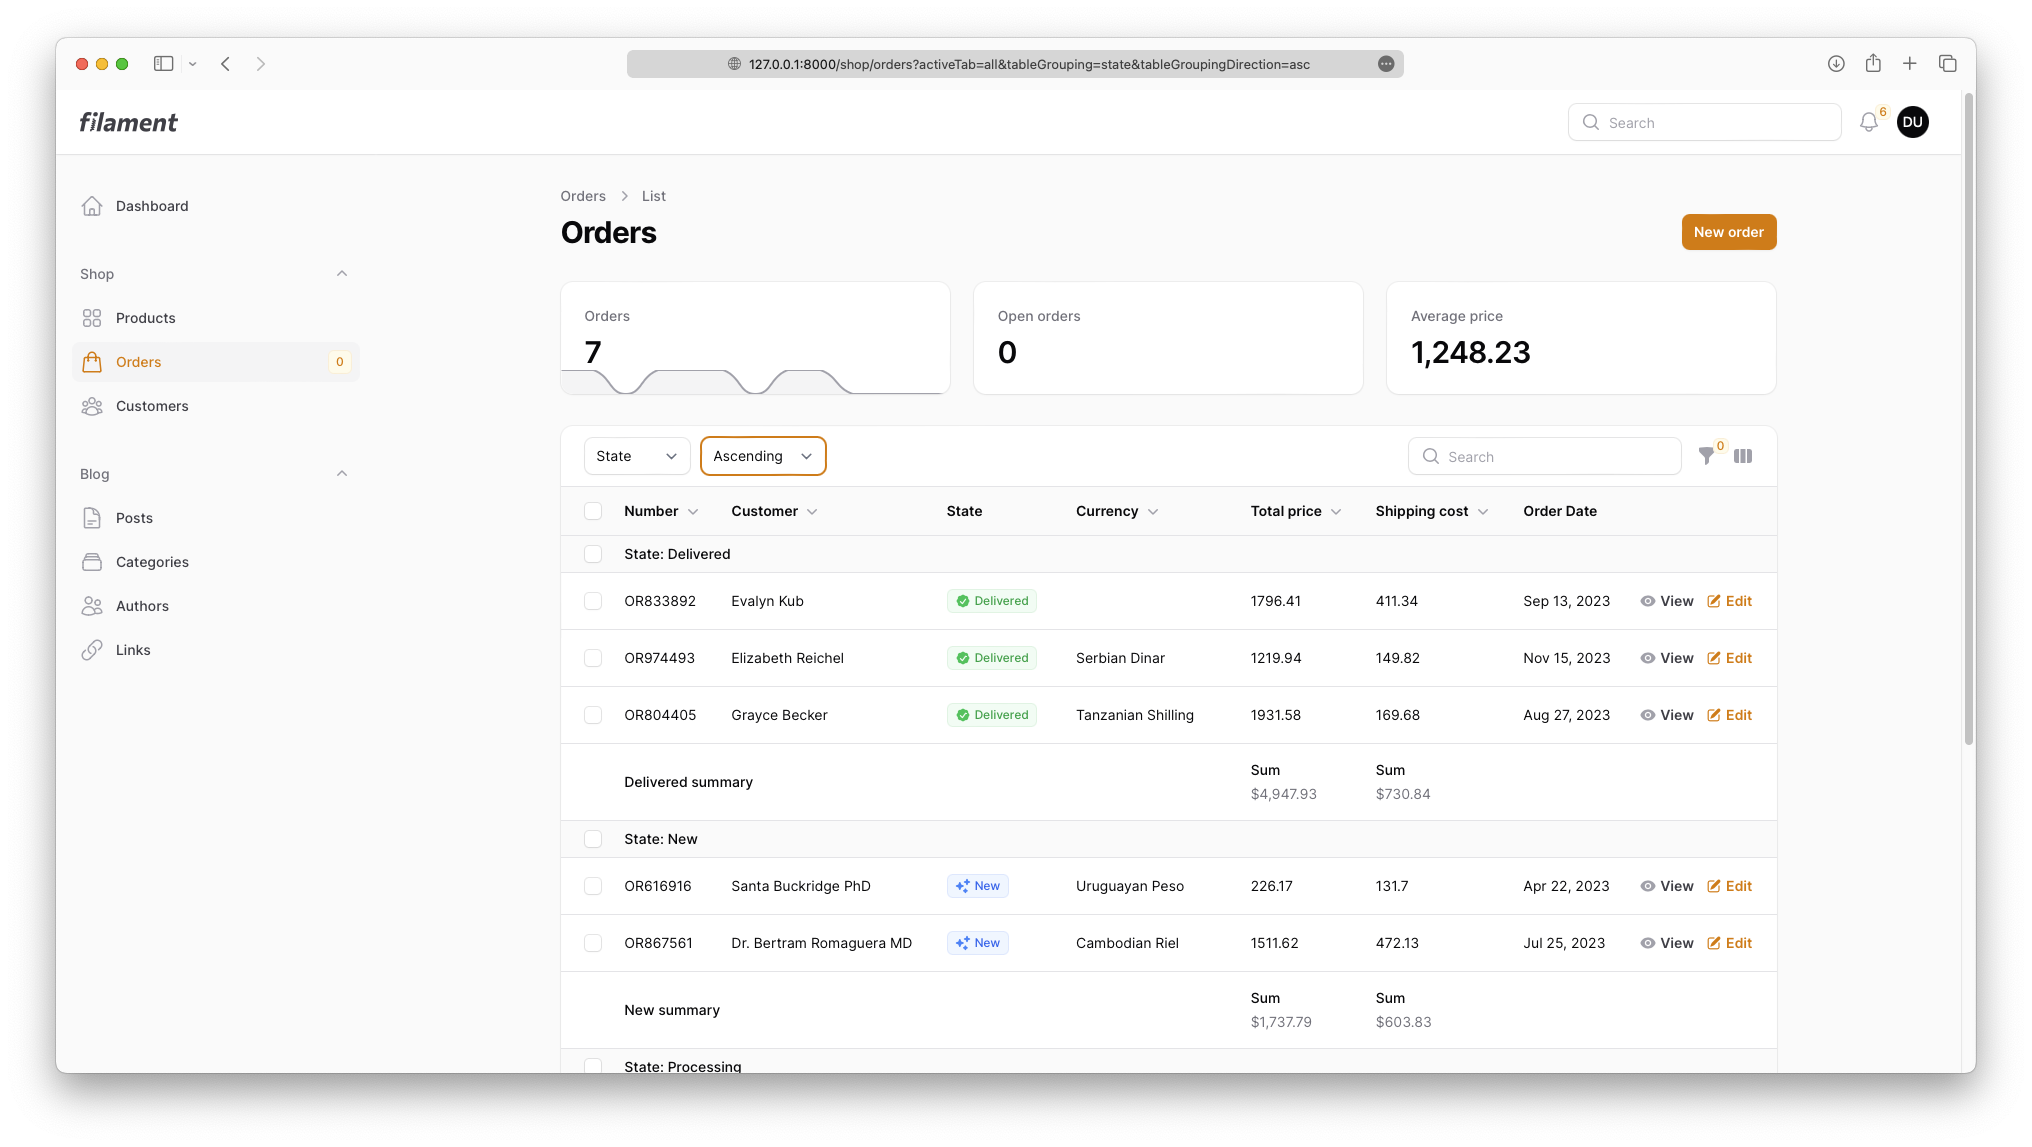 127.0.0.1:8000/shop/orders?activeTab=all&tableGrouping=state&tableGroupingDirection=asc
filament
Search
6
DU
Dashboard
Shop
Products
Orders 0
Customers
Blog
Posts
Categories
Authors
Links
Orders List
Orders
New order
Orders
7
Open orders
0
Average price
1,248.23
State Ascending Search 0
Number Customer State Currency Total price Shipping cost Order Date
State: Delivered
OR833892 Evalyn Kub Delivered 1796.41 411.34 Sep 13, 2023 View Edit
OR974493 Elizabeth Reichel Delivered Serbian Dinar 1219.94 149.82 Nov 15, 2023 View Edit
OR804405 Grayce Becker Delivered Tanzanian Shilling 1931.58 169.68 Aug 27, 2023 View Edit
Delivered summary
Sum Sum
$4,947.93 $730.84
State: New
OR616916 Santa Buckridge PhD New Uruguayan Peso 226.17 131.7 Apr 22, 2023 View Edit
OR867561 Dr. Bertram Romaguera MD New Cambodian Riel 1511.62 472.13 Jul 25, 2023 View Edit
New summary
Sum Sum
$1,737.79 $603.83
State: Processing